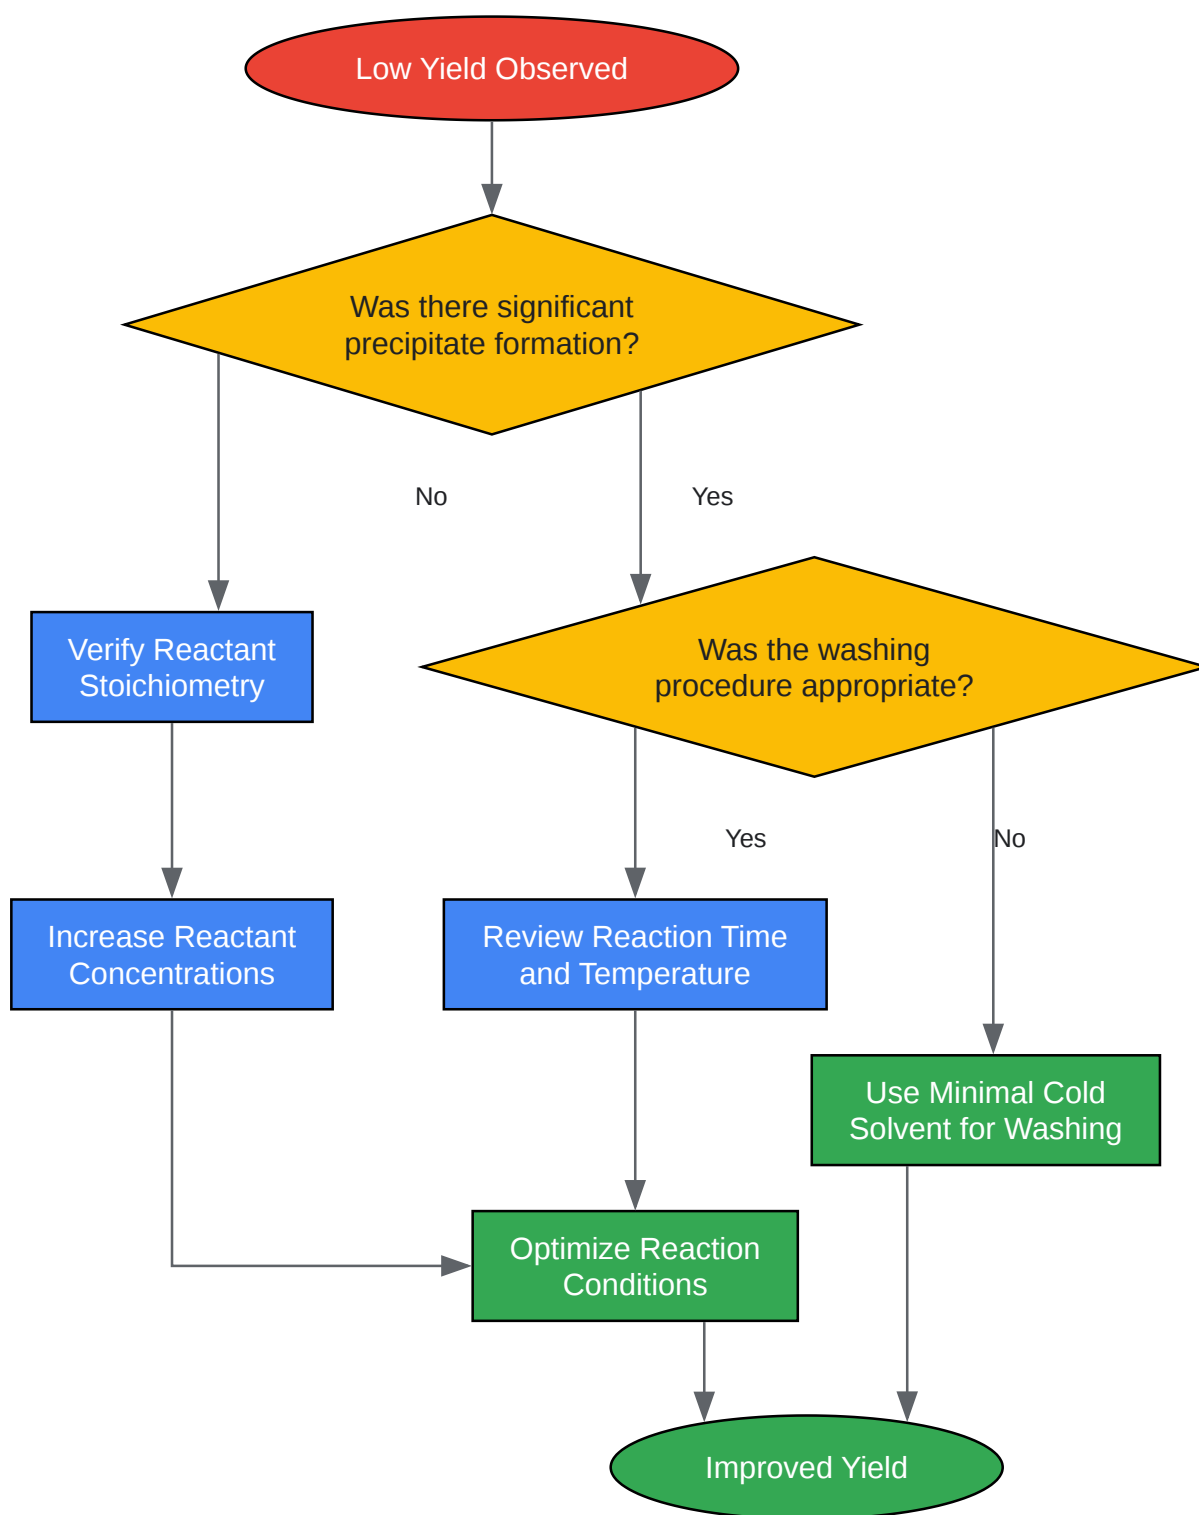 Low Yield Observed
Was there significant
precipitate formation?
No
Yes
Verify Reactant
Stoichiometry
Was the washing
procedure appropriate?
Yes
No
Increase Reactant
Concentrations
Review Reaction Time
and Temperature
Use Minimal Cold
Solvent for Washing
Optimize Reaction
Conditions
Improved Yield